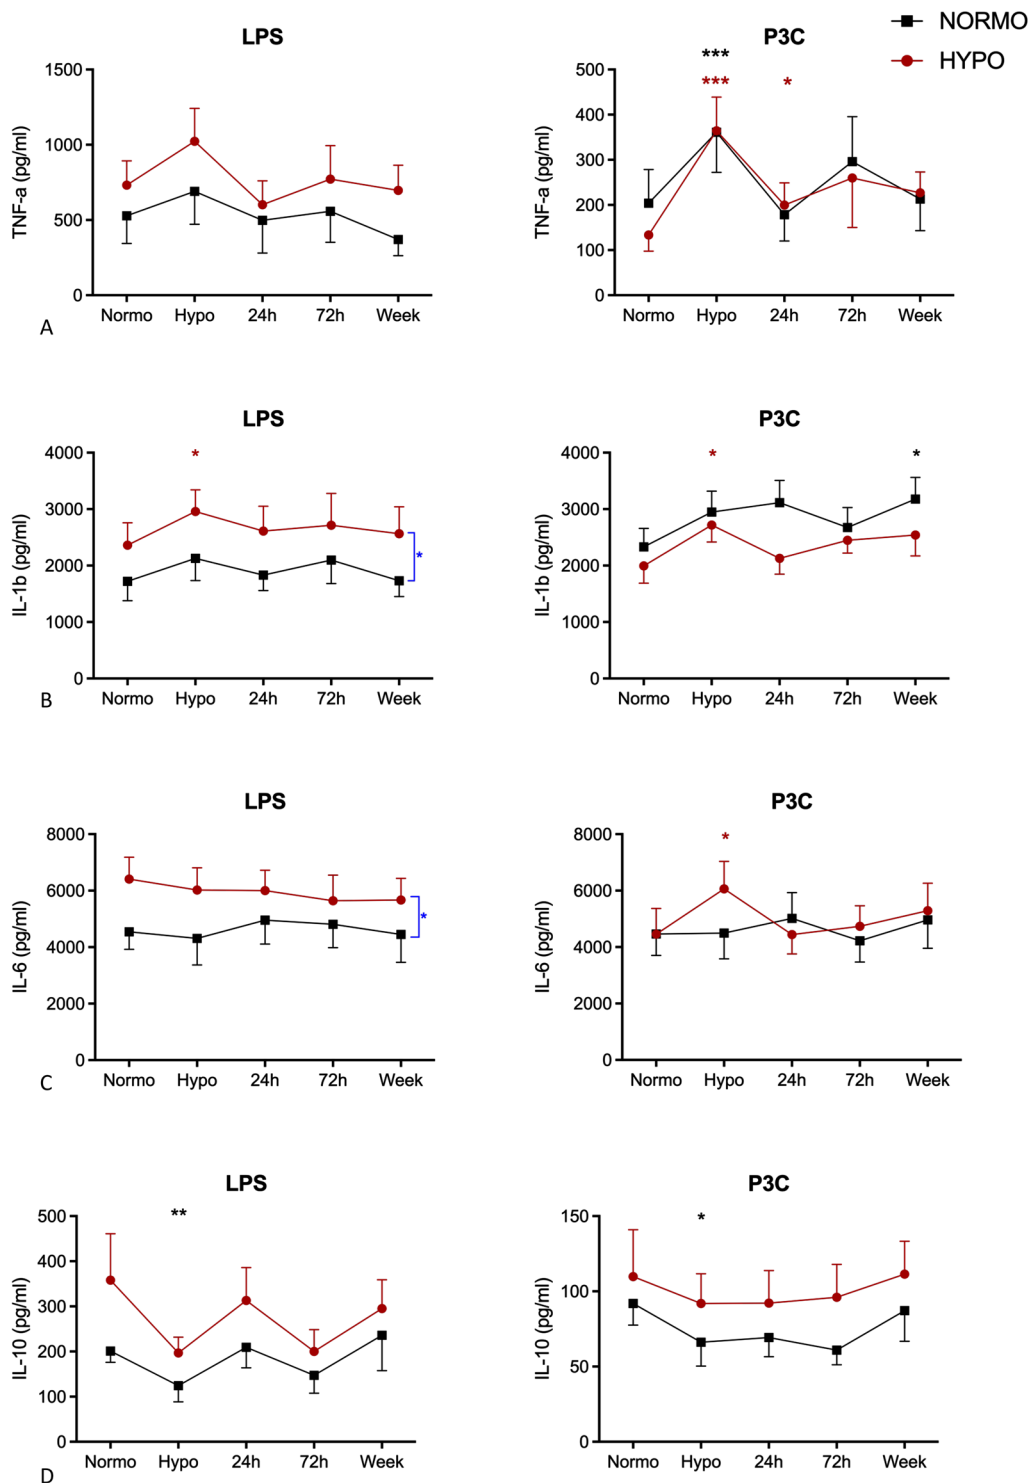 NORMO
HYPO
LPS
TNF-a (pg/ml)
1500
1000
500
0
Normo Hypo 24h 72h Week
A
P3C
***
*** *
TNF-a (pg/ml)
500
400
300
200
100
0
Normo Hypo 24h 72h Week
LPS
*
IL-1b (pg/ml)
4000
3000
2000
1000
0
*
Normo Hypo 24h 72h Week
B
P3C
* *
IL-1b (pg/ml)
4000
3000
2000
1000
0
Normo Hypo 24h 72h Week
LPS
IL-6 (pg/ml)
8000
6000
4000
2000
0
*
Normo Hypo 24h 72h Week
C
P3C
*
IL-6 (pg/ml)
8000
6000
4000
2000
0
Normo Hypo 24h 72h Week
LPS
**
IL-10 (pg/ml)
500
400
300
200
100
0
Normo Hypo 24h 72h Week
D
P3C
*
IL-10 (pg/ml)
150
100
50
0
Normo Hypo 24h 72h Week